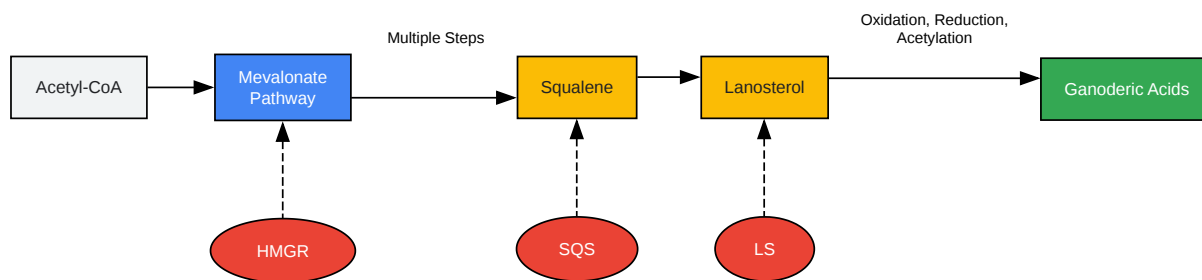 Oxidation, Reduction,
Acetylation
Multiple Steps
Acetyl-CoA
Mevalonate
Pathway
Squalene
Lanosterol
Ganoderic Acids
HMGR
SQS
LS